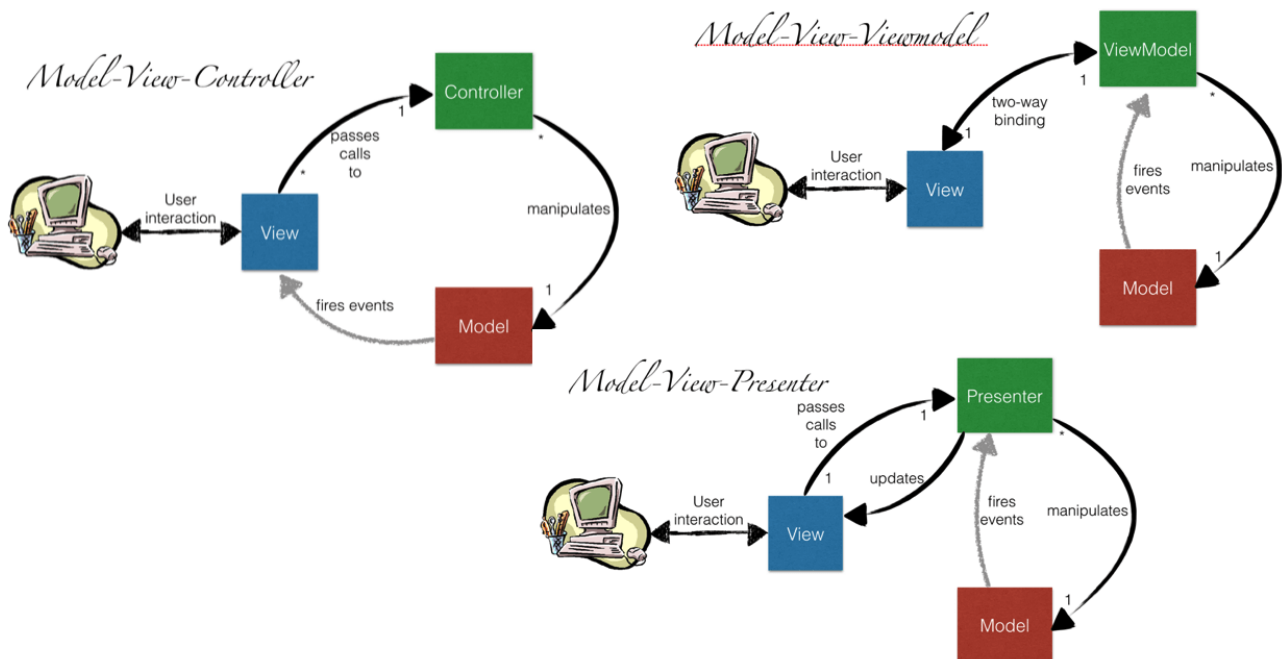 Model-View-Controller
Controller
1
passes
calls
to
*
*
User
interaction
View
manipulates
1
fires events
Model
Model-View-Viewmodel
ViewModel
1
*
two-way
binding
1
User
interaction
View
fires
events
manipulates
1
Model
Model-View-Presenter
Presenter
passes
calls
to
1
*
updates
1
User
interaction
View
fires
events
manipulates
1
Model